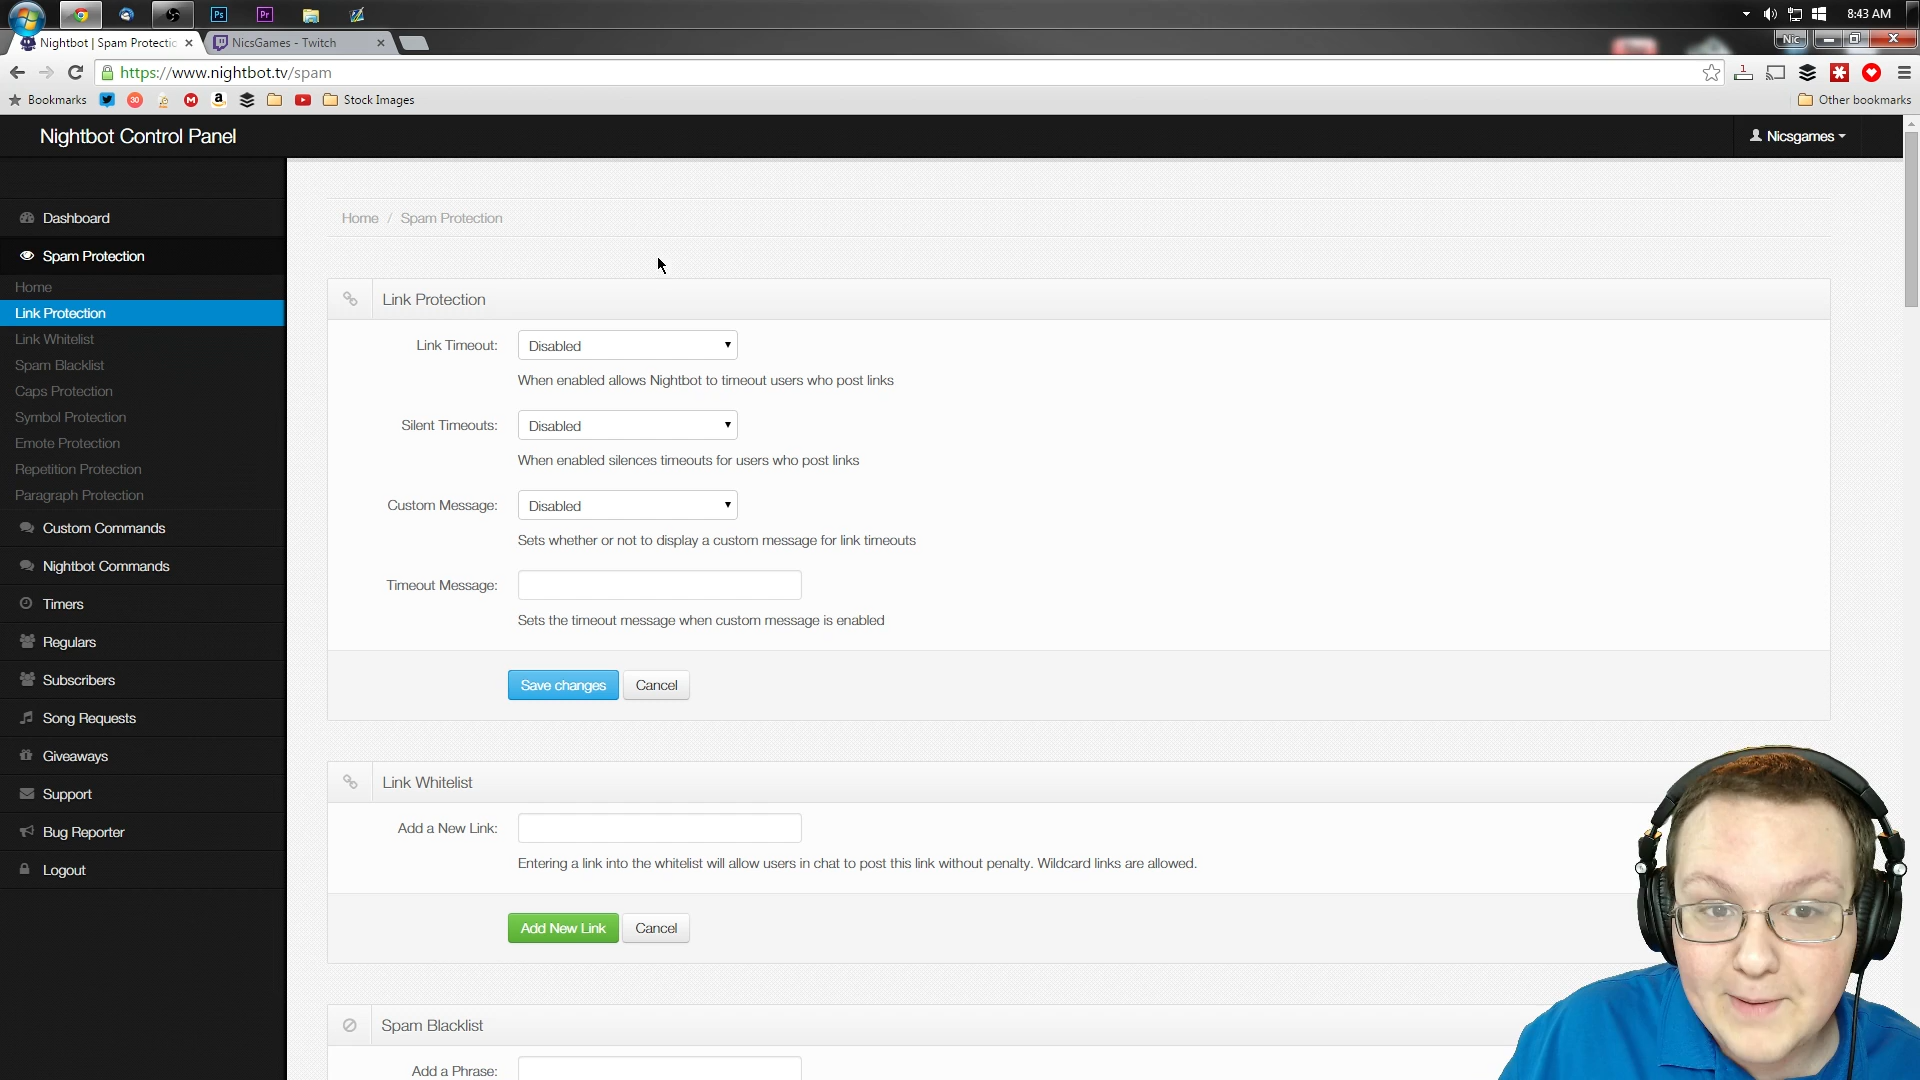 Ps
Pr
8:43 AM
Nightbot | Spam Protectic
NicsGames - Twitch
Nic
https://www.nightbot.tv/spam
1
Bookmarks
30
Stock Images
Other bookmarks
Nightbot Control Panel
Nicsgames
Dashboard
Spam Protection
Home
Link Protection
Link Whitelist
Spam Blacklist
Caps Protection
Symbol Protection
Emote Protection
Repetition Protection
Paragraph Protection
Custom Commands
Nightbot Commands
Timers
Regulars
Subscribers
Song Requests
Giveaways
Support
Bug Reporter
Logout
Home / Spam Protection
Link Protection
Link Timeout: Disabled
When enabled allows Nightbot to timeout users who post links
Silent Timeouts: Disabled
When enabled silences timeouts for users who post links
Custom Message: Disabled
Sets whether or not to display a custom message for link timeouts
Timeout Message:
Sets the timeout message when custom message is enabled
Save changes Cancel
Link Whitelist
Add a New Link:
Entering a link into the whitelist will allow users in chat to post this link without penalty. Wildcard links are allowed.
Add New Link Cancel
Spam Blacklist
Add a Phrase: